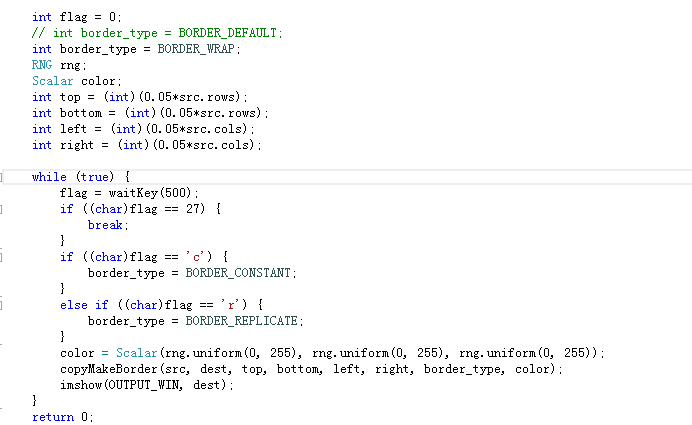 int flag = 0;
// int border_type = BORDER_DEFAULT;
int border_type = BORDER_WRAP;
RNG rng;
Scalar color;
int top = (int)(0.05*src.rows);
int bottom = (int)(0.05*src.rows);
int left = (int)(0.05*src.cols);
int right = (int)(0.05*src.cols);

while (true) {
    flag = waitKey(500);
    if ((char)flag == 27) {
        break;
    }
    if ((char)flag == 'c') {
        border_type = BORDER_CONSTANT;
    }
    else if ((char)flag == 'r') {
        border_type = BORDER_REPLICATE;
    }
    color = Scalar(rng.uniform(0, 255), rng.uniform(0, 255), rng.uniform(0, 255));
    copyMakeBorder(src, dest, top, bottom, left, right, border_type, color);
    imshow(OUTPUT_WIN, dest);
}
return 0;